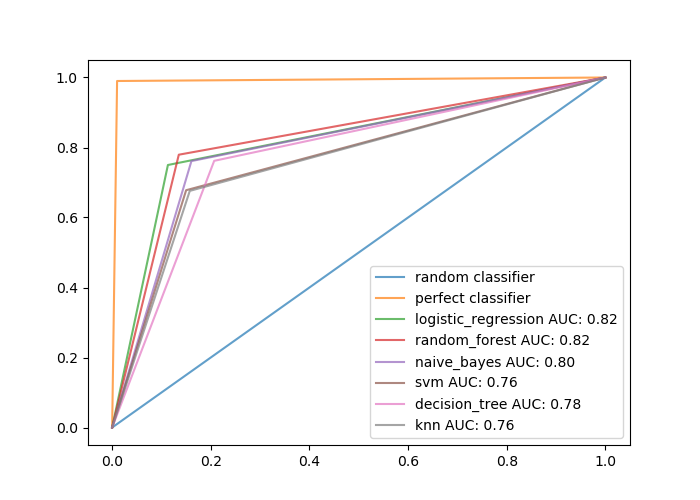 1.0
0.8
0.6
0.4
0.2
0.0
random classifier
perfect classifier
logistic_regression AUC: 0.82
random_forest AUC: 0.82
naive_bayes AUC: 0.80
svm AUC: 0.76
decision_tree AUC: 0.78
knn AUC: 0.76
0.0 0.2 0.4 0.6 0.8 1.0